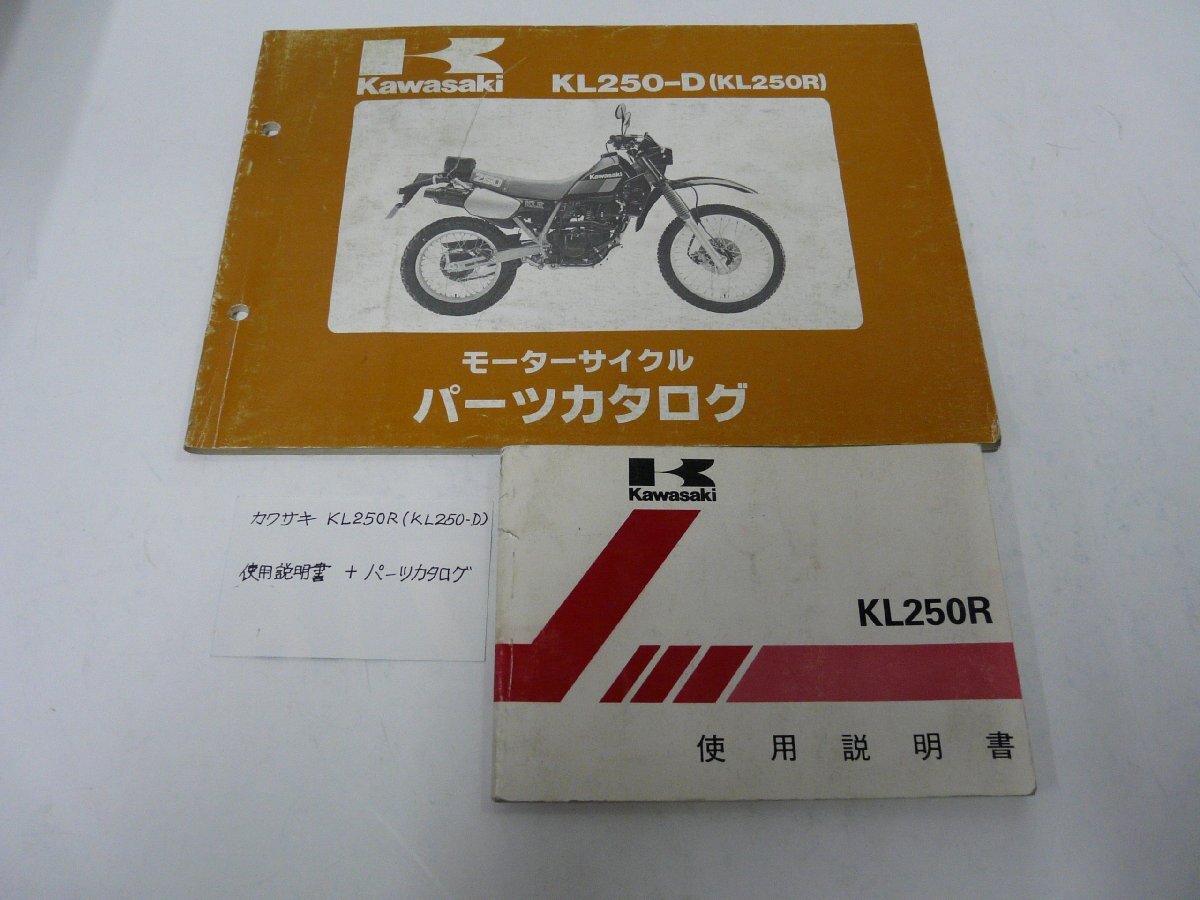 Kawasaki
KL250-D(KL250R)
Kawasaki
KLR
モーターサイクル
パーツカタログ
カワサキ KL250R(KL250-D)
使用説明書 + パーツカタログ
Kawasaki
KL250R
使用説明書